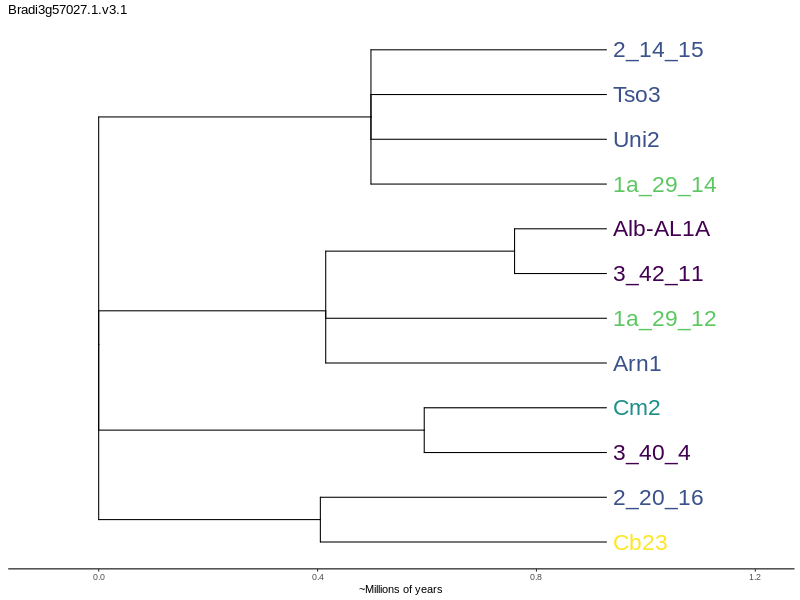 Bradi3g57027.1.v3.1
2_14_15
Tso3
Uni2
1a_29_14
Alb-AL1A
3_42_11
1a_29_12
Arn1
Cm2
3_40_4
2_20_16
Cb23
0.0 0.4 0.8 1.2
~Millions of years